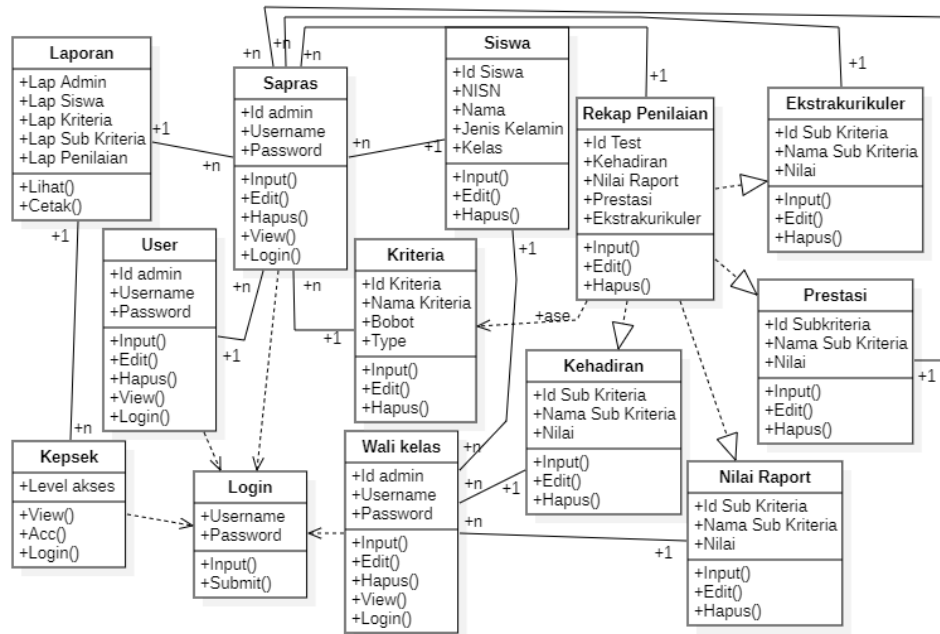 Laporan
+Lap Admin
+Lap Siswa
+Lap Kriteria
+Lap Sub Kriteria
+Lap Penilaian
+Lihat()
+Cetak()
+n
+n
+n
+1
+n
+n
+1
Sapras
+Id admin
+Username
+Password
+Input()
+Edit()
+Hapus()
+View()
+Login()
Siswa
+Id Siswa
+NISN
+Nama
+Jenis Kelamin
+Kelas
+Input()
+Edit()
+Hapus()
+1
Rekap Penilaian
+Id Test
+Kehadiran
+Nilai Raport
+Prestasi
+Ekstrakurikuler
+Input()
+Edit()
+Hapus()
+1
Ekstrakurikuler
+Id Sub Kriteria
+Nama Sub Kriteria
+Nilai
+Input()
+Edit()
+Hapus()
+1
+1
User
+Id admin
+Username
+Password
+Input()
+Edit()
+Hapus()
+View()
+Login()
+n
+1
+n
+1
Kriteria
+Id Kriteria
+Nama Kriteria
+Bobot
+Type
+Input()
+Edit()
+Hapus()
+1
+ase
Prestasi
+Id Subkriteria
+Nama Sub Kriteria
+Nilai
+Input()
+Edit()
+Hapus()
+1
Kehadiran
+Id Sub Kriteria
+Nama Sub Kriteria
+Nilai
+Input()
+Edit()
+Hapus()
+n
Kepsek
+Level akses
+View()
+Acc()
+Login()
Login
+Username
+Password
+Input()
+Submit()
Wali kelas
+Id admin
+Username
+Password
+Input()
+Edit()
+Hapus()
+View()
+Login()
+n
+n
+1
+n
+1
Nilai Raport
+Id Sub Kriteria
+Nama Sub Kriteria
+Nilai
+Input()
+Edit()
+Hapus()